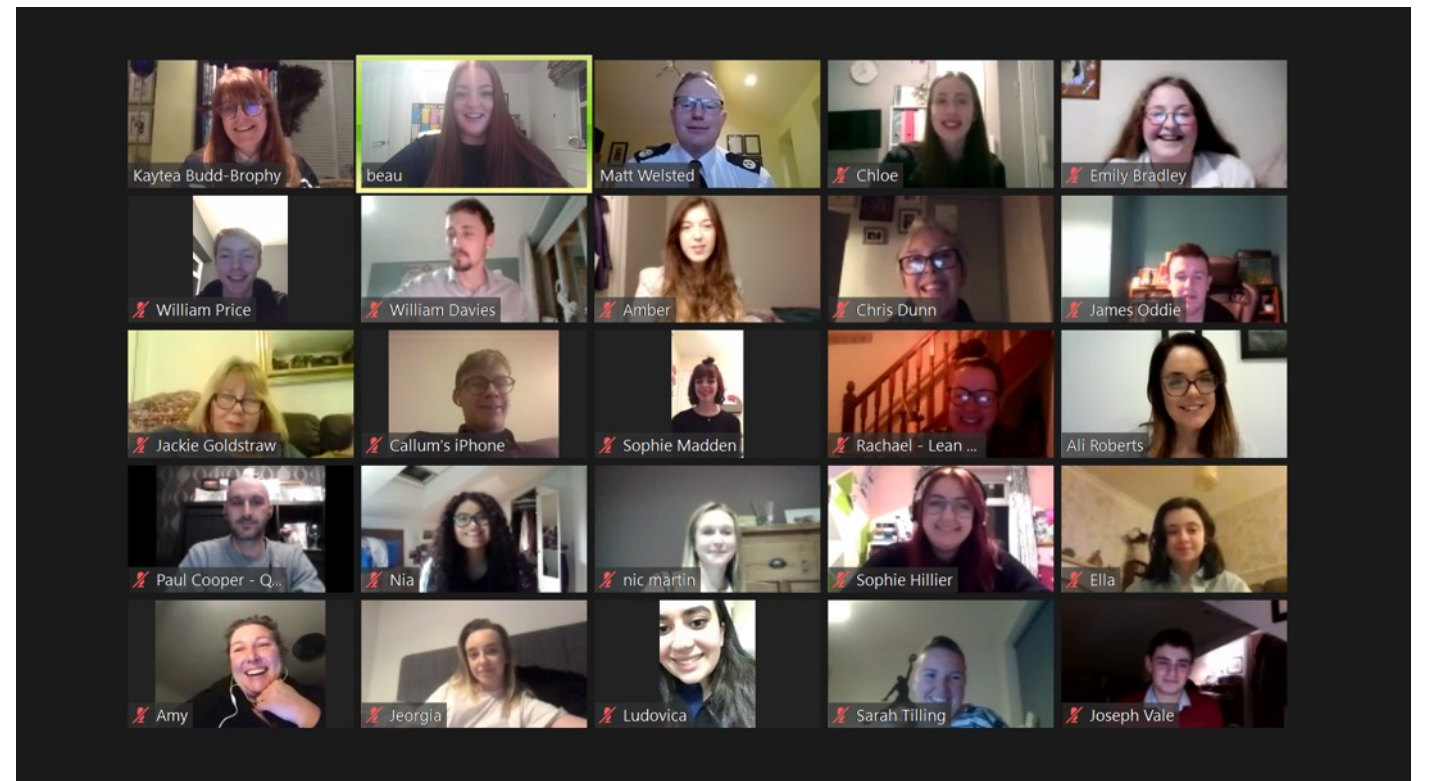 Kaytea Budd-Brophy
beau
Matt Welsted
Chloe
Emily Bradley
William Price
William Davies
Amber
Chris Dunn
James Oddie
Jackie Goldstraw
Callum's iPhone
Sophie Madden
Rachael - Lean ...
Ali Roberts
Paul Cooper - Q...
Nia
nic martin
Sophie Hillier
Ella
Amy
Jeorgia
Ludovica
Sarah Tilling
Joseph Vale